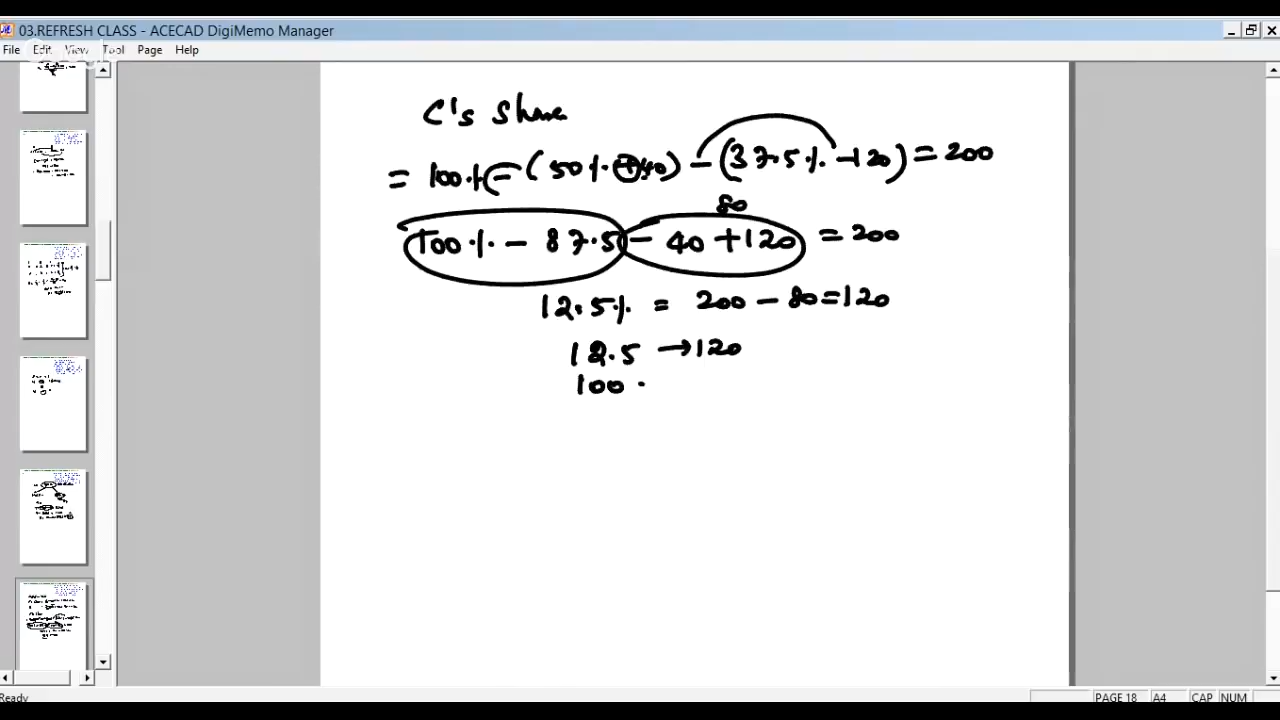 03.REFRESH CLASS - ACECAD DigiMemo Manager
File Edit View Tool Page Help
C's Share
= 100% - (50% + 40) - (37.5% - 120) = 200
80
100% - 87.5 - 40 + 120 = 200
12.5% = 200 - 80 = 120
12.5 → 120
100
Ready PAGE 18 A4 CAP NUM